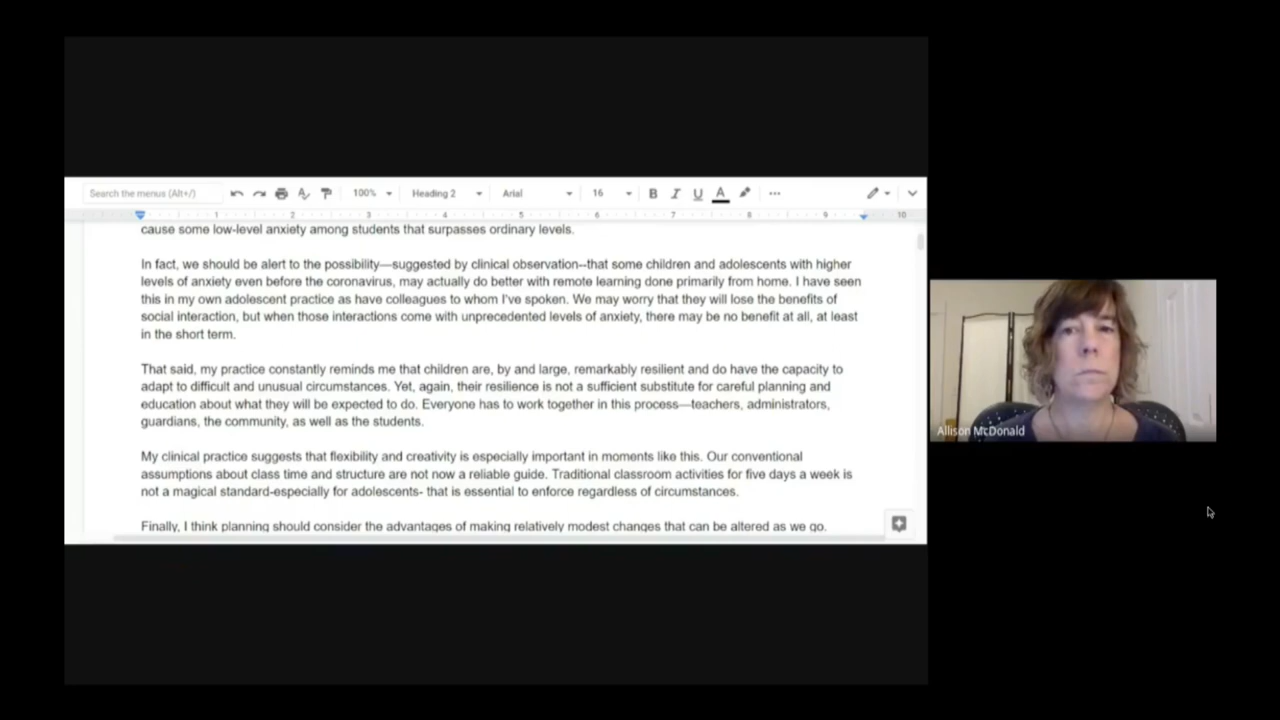 Search the menus (Alt+/)
100%
Heading 2
Arial
16
B I U A
1 2 3 4 5 6 7 8 9 10
cause some low-level anxiety among students that surpasses ordinary levels.
In fact, we should be alert to the possibility—suggested by clinical observation--that some children and adolescents with higher
levels of anxiety even before the coronavirus, may actually do better with remote learning done primarily from home. I have seen
this in my own adolescent practice as have colleagues to whom I've spoken. We may worry that they will lose the benefits of
social interaction, but when those interactions come with unprecedented levels of anxiety, there may be no benefit at all, at least
in the short term.
That said, my practice constantly reminds me that children are, by and large, remarkably resilient and do have the capacity to
adapt to difficult and unusual circumstances. Yet, again, their resilience is not a sufficient substitute for careful planning and
education about what they will be expected to do. Everyone has to work together in this process—teachers, administrators,
guardians, the community, as well as the students.
My clinical practice suggests that flexibility and creativity is especially important in moments like this. Our conventional
assumptions about class time and structure are not now a reliable guide. Traditional classroom activities for five days a week is
not a magical standard-especially for adolescents- that is essential to enforce regardless of circumstances.
Finally, I think planning should consider the advantages of making relatively modest changes that can be altered as we go.
Allison McDonald